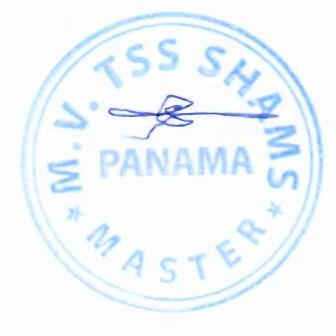 M.V. TSS SHAMS
PANAMA
★ MASTER ★